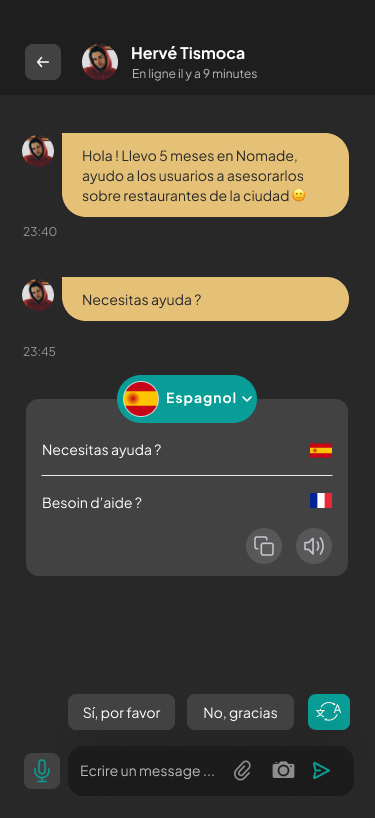 Hervé Tismoca
En ligne il y a 9 minutes
Hola ! Llevo 5 meses en Nomade,
ayudo a los usuarios a asesorarlos
sobre restaurantes de la ciudad 🙂
23:40
Necesitas ayuda ?
23:45
Espagnol
Necesitas ayuda ?
Besoin d'aide ?
Sí, por favor
No, gracias
文 A
Ecrire un message ...